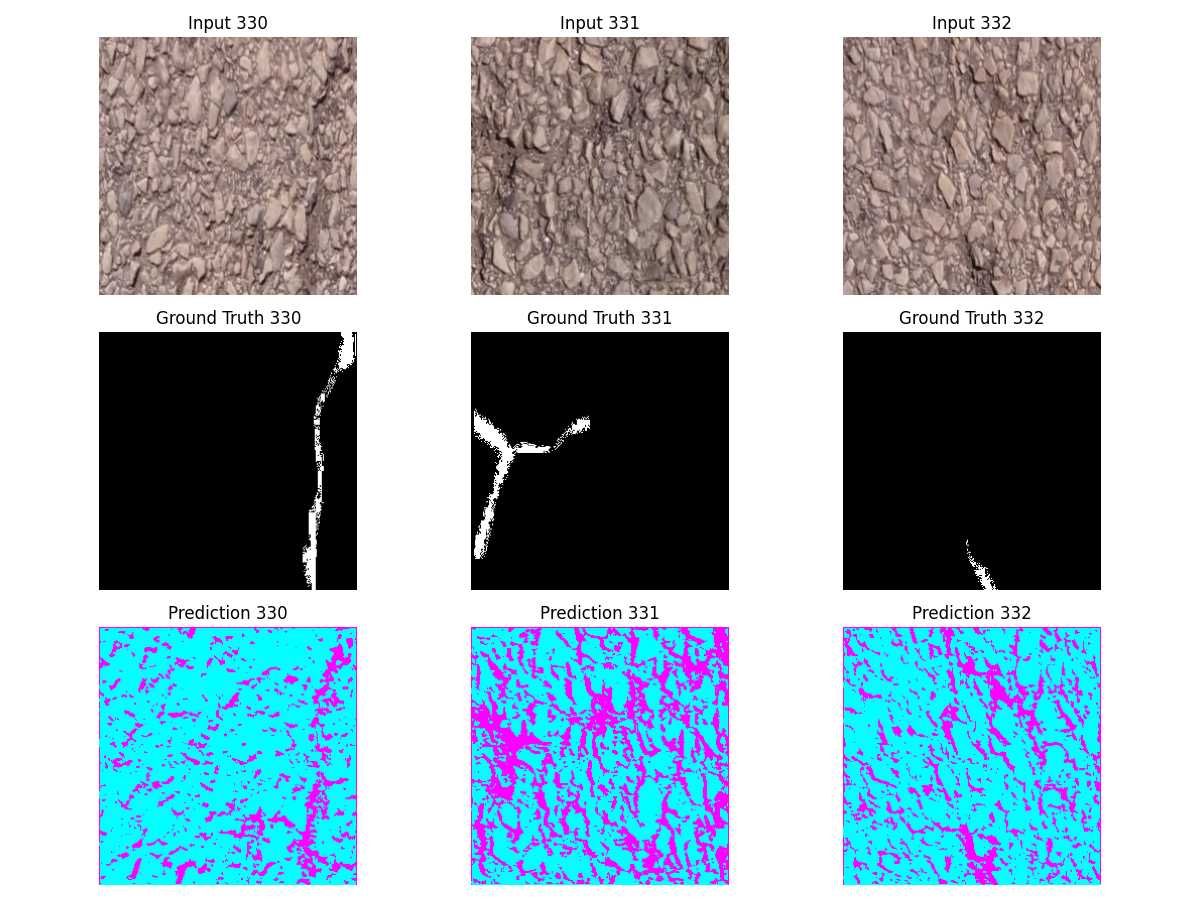 Input 330
Input 331
Input 332
Ground Truth 330
Ground Truth 331
Ground Truth 332
Prediction 330
Prediction 331
Prediction 332